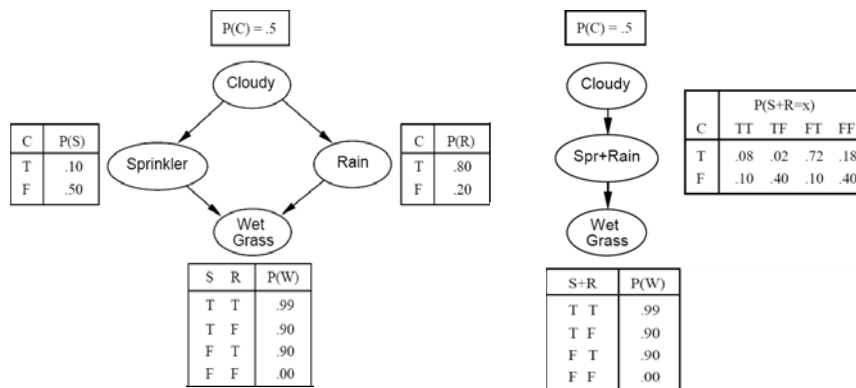 P(C) = .5
Cloudy
C P(S)
T .10
F .50
Sprinkler
Rain
C P(R)
T .80
F .20
Wet
Grass
S R P(W)
T T .99
T F .90
F T .90
F F .00
P(C) = .5
Cloudy
Spr+Rain
P(S+R=x)
C TT TF FT FF
T .08 .02 .72 .18
F .10 .40 .10 .40
Wet
Grass
S+R P(W)
T T .99
T F .90
F T .90
F F .00